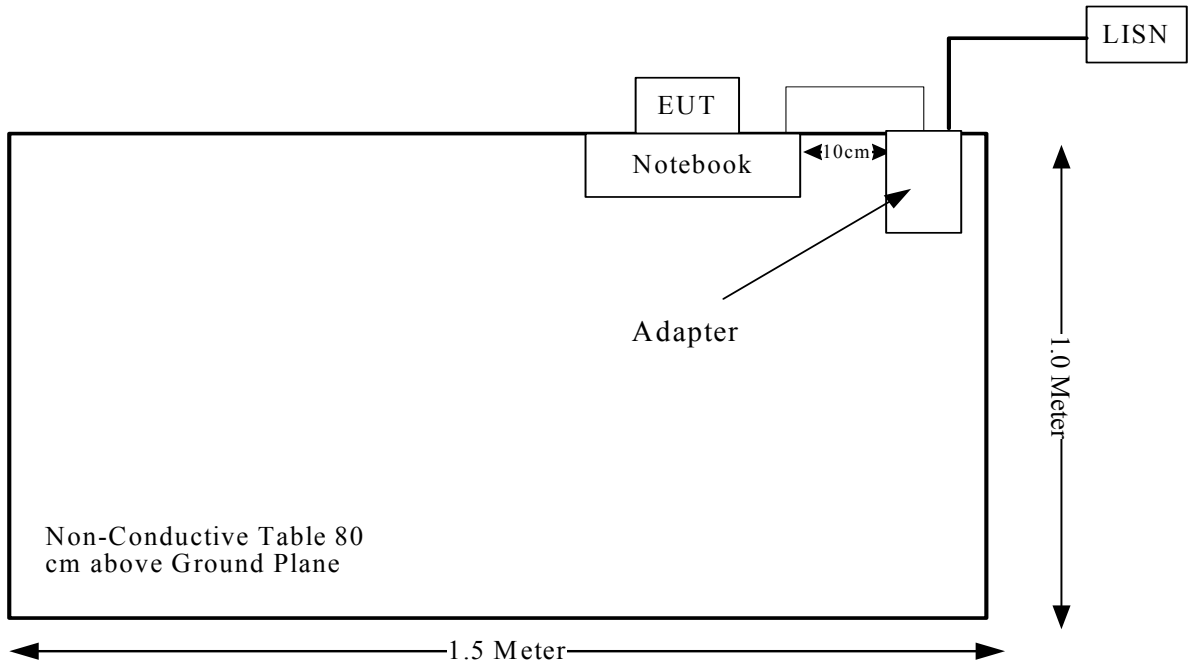 LISN
EUT
Notebook
10cm
Adapter
1.0 Meter
Non-Conductive Table 80
cm above Ground Plane
1.5 Meter